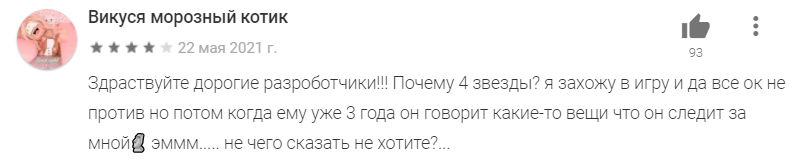 Викуся морозный котик
22 мая 2021 г.
93
Здраствуйте дорогие разроботчики!!! Почему 4 звезды? я захожу в игру и да все ок не
против но потом когда ему уже 3 года он говорит какие-то вещи что он следит за
мной🗿 эммм..... не чего сказать не хотите?...